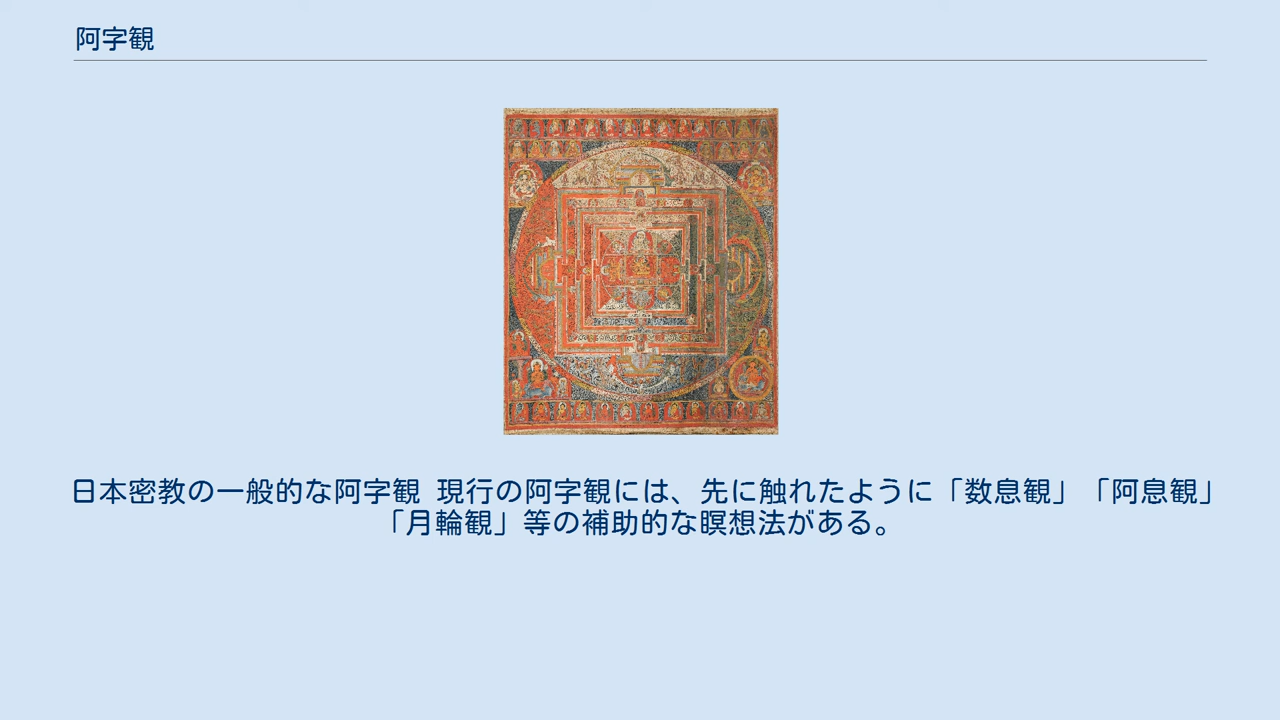 阿字観
日本密教の一般的な阿字観 現行の阿字観には、先に触れたように「数息観」「阿息観」
「月輪観」等の補助的な瞑想法がある。